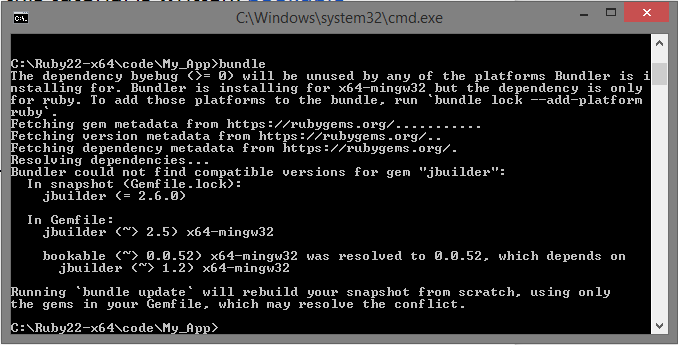 C:\Windows\system32\cmd.exe
C:\Ruby22-x64\code\My_App>bundle
The dependency byebug (>= 0) will be unused by any of the platforms Bundler is i
nstalling for. Bundler is installing for x64-mingw32 but the dependency is only
for ruby. To add those platforms to the bundle, run `bundle lock --add-platform
ruby`.
Fetching gem metadata from https://rubygems.org/...........
Fetching version metadata from https://rubygems.org/..
Fetching dependency metadata from https://rubygems.org/.
Resolving dependencies...
Bundler could not find compatible versions for gem "jbuilder":
In snapshot (Gemfile.lock):
jbuilder (= 2.6.0)
In Gemfile:
jbuilder (~> 2.5) x64-mingw32
bookable (~> 0.0.52) x64-mingw32 was resolved to 0.0.52, which depends on
jbuilder (~> 1.2) x64-mingw32
Running `bundle update` will rebuild your snapshot from scratch, using only
the gems in your Gemfile, which may resolve the conflict.
C:\Ruby22-x64\code\My_App>